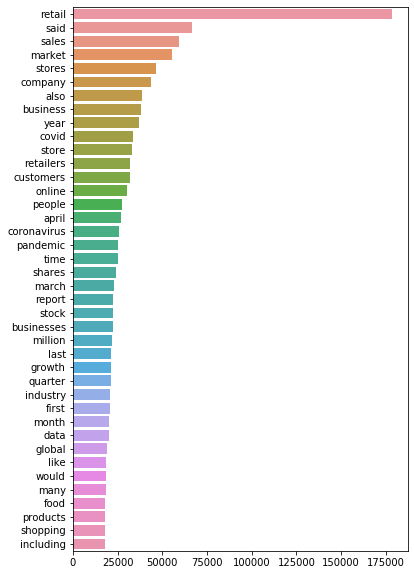 retail
said
sales
market
stores
company
also
business
year
covid
store
retailers
customers
online
people
april
coronavirus
pandemic
time
shares
march
report
stock
businesses
million
last
growth
quarter
industry
first
month
data
global
like
would
many
food
products
shopping
including
0 25000 50000 75000 100000 125000 150000 175000